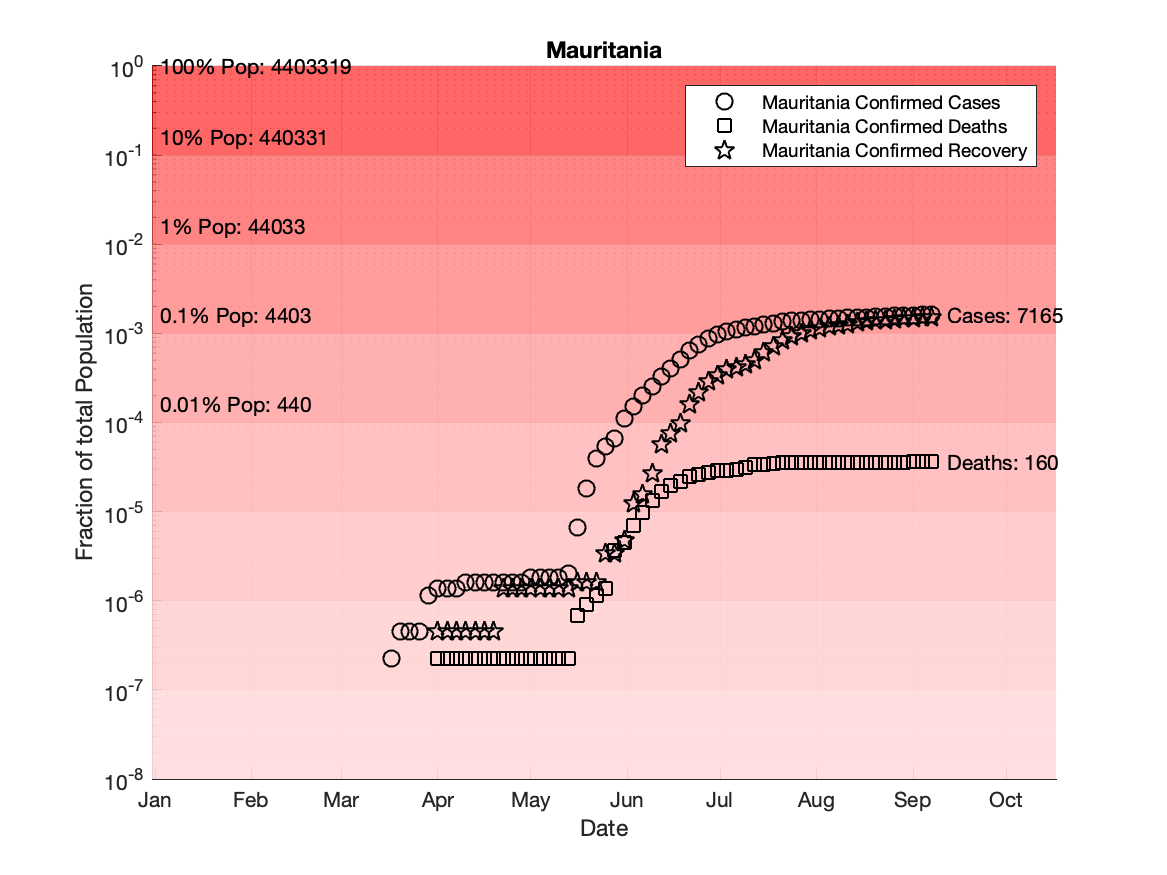 Mauritania
10^0
10^-1
10^-2
10^-3
10^-4
10^-5
10^-6
10^-7
10^-8
Fraction of total Population
100% Pop: 4403319
10% Pop: 440331
1% Pop: 44033
0.1% Pop: 4403
0.01% Pop: 440
Mauritania Confirmed Cases
Mauritania Confirmed Deaths
Mauritania Confirmed Recovery
Cases: 7165
Deaths: 160
Jan Feb Mar Apr May Jun Jul Aug Sep Oct
Date